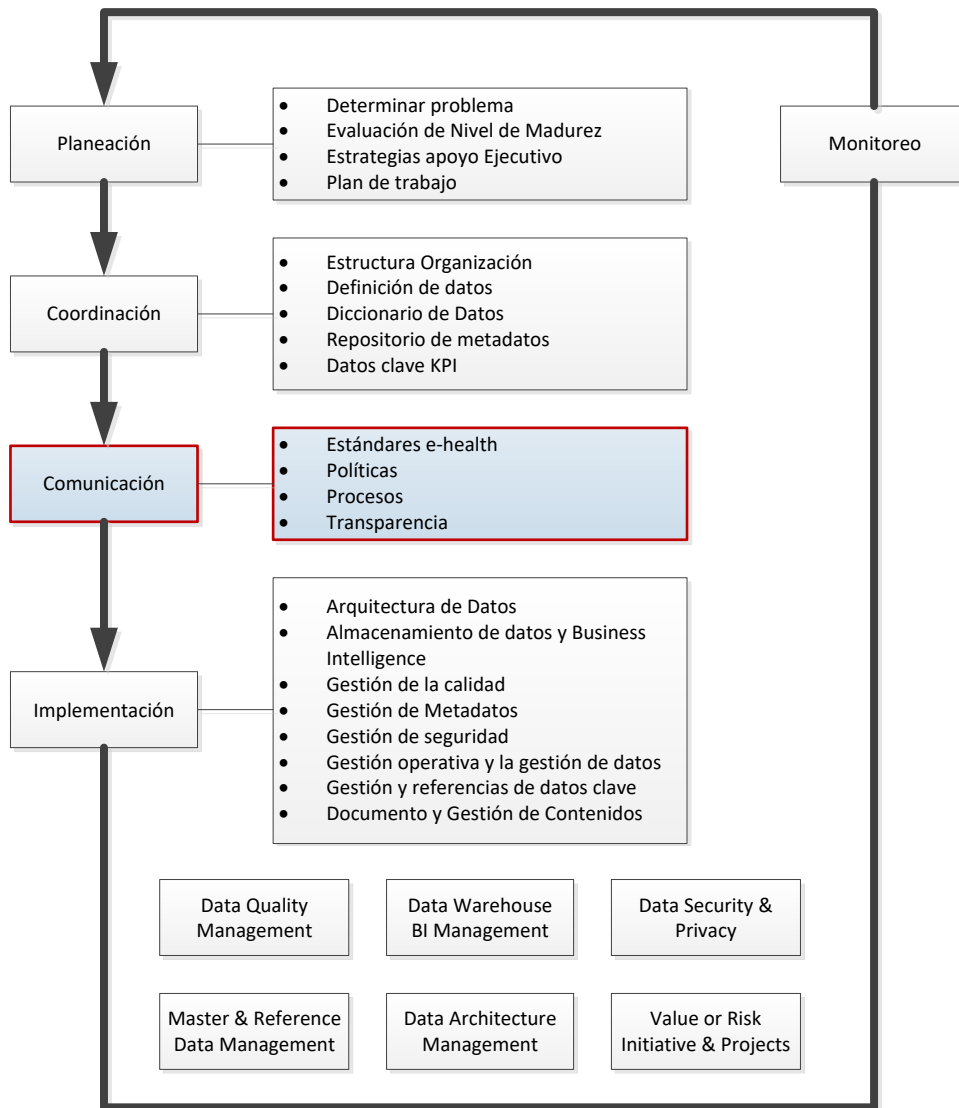 Planeación
• Determinar problema
• Evaluación de Nivel de Madurez
• Estrategias apoyo Ejecutivo
• Plan de trabajo
Monitoreo
Coordinación
• Estructura Organización
• Definición de datos
• Diccionario de Datos
• Repositorio de metadatos
• Datos clave KPI
Comunicación
• Estándares e-health
• Políticas
• Procesos
• Transparencia
Implementación
• Arquitectura de Datos
• Almacenamiento de datos y Business
Intelligence
• Gestión de la calidad
• Gestión de Metadatos
• Gestión de seguridad
• Gestión operativa y la gestión de datos
• Gestión y referencias de datos clave
• Documento y Gestión de Contenidos
Data Quality
Management
Data Warehouse
BI Management
Data Security &
Privacy
Master & Reference
Data Management
Data Architecture
Management
Value or Risk
Initiative & Projects